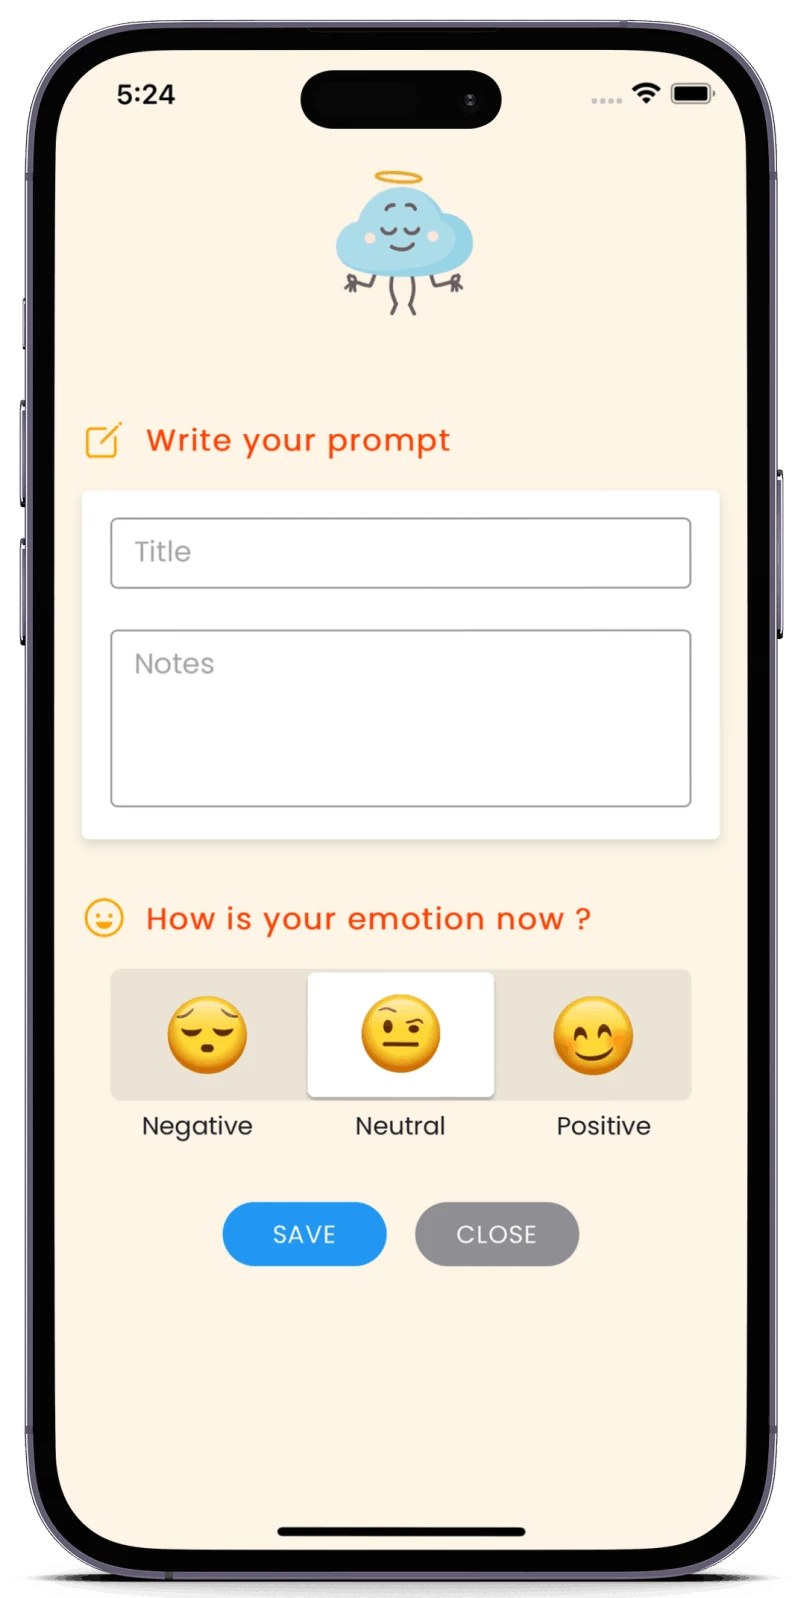 5:24
Write your prompt
Title
Notes
How is your emotion now ?
Negative
Neutral
Positive
SAVE
CLOSE